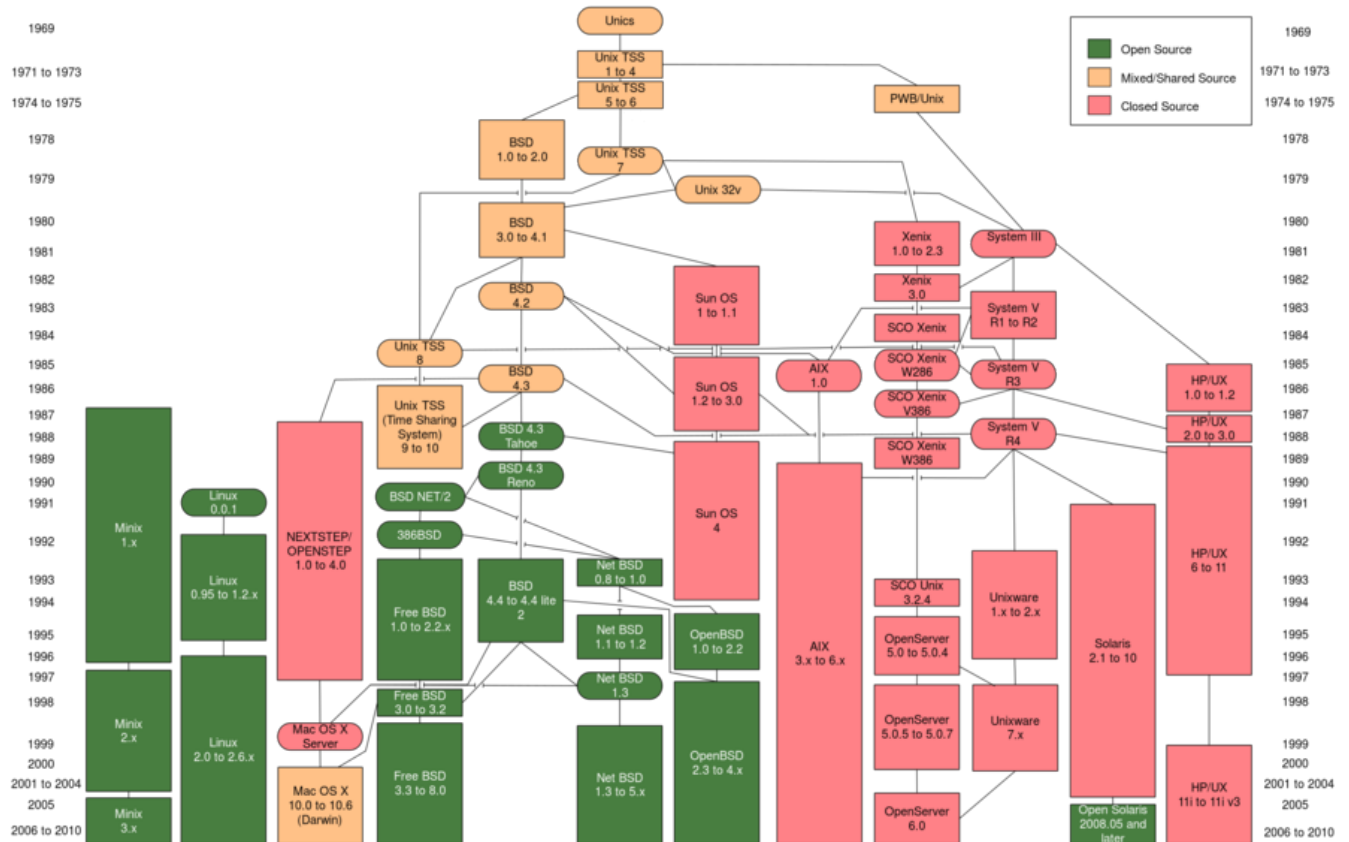 Unics
1969
1969
Open Source
Unix TSS
1 to 4
1971 to 1973
1971 to 1973
Mixed/Shared Source
Unix TSS
5 to 6
PWB/Unix
1974 to 1975
1974 to 1975
Closed Source
1978
1978
BSD
1.0 to 2.0
Unix TSS
7
1979
1979
Unix 32v
1980
1980
BSD
3.0 to 4.1
Xenix
1.0 to 2.3
System III
1981
1981
1982
1982
Xenix
3.0
BSD
4.2
Sun OS
1 to 1.1
1983
1983
System V
R1 to R2
SCO Xenix
1984
1984
Unix TSS
8
1985
1985
SCO Xenix
W286
AIX
1.0
System V
R3
BSD
4.3
1986
1986
HP/UX
1.0 to 1.2
Sun OS
1.2 to 3.0
SCO Xenix
V386
Unix TSS
(Time Sharing
System)
9 to 10
1987
1987
HP/UX
2.0 to 3.0
1988
1988
BSD 4.3
Tahoe
System V
R4
SCO Xenix
W386
1989
1989
BSD 4.3
Reno
1990
1990
BSD NET/2
Linux
0.0.1
1991
1991
Minix
1.x
Sun OS
4
386BSD
NEXTSTEP/
OPENSTEP
1.0 to 4.0
1992
1992
HP/UX
6 to 11
Net BSD
0.8 to 1.0
1993
1993
Linux
0.95 to 1.2.x
BSD
4.4 to 4.4 lite
2
SCO Unix
3.2.4
Unixware
1.x to 2.x
1994
1994
Free BSD
1.0 to 2.2.x
Net BSD
1.1 to 1.2
OpenBSD
1.0 to 2.2
1995
1995
OpenServer
5.0 to 5.0.4
AIX
3.x to 6.x
Solaris
2.1 to 10
1996
1996
1997
1997
Net BSD
1.3
Free BSD
3.0 to 3.2
1998
1998
Minix
2.x
Mac OS X
Server
OpenServer
5.0.5 to 5.0.7
Unixware
7.x
1999
1999
Linux
2.0 to 2.6.x
OpenBSD
2.3 to 4.x
2000
2000
Free BSD
3.3 to 8.0
Net BSD
1.3 to 5.x
2001 to 2004
2001 to 2004
Mac OS X
10.0 to 10.6
(Darwin)
HP/UX
11i to 11i v3
2005
2005
Minix
3.x
OpenServer
6.0
Open Solaris
2008.05 and
later
2006 to 2010
2006 to 2010